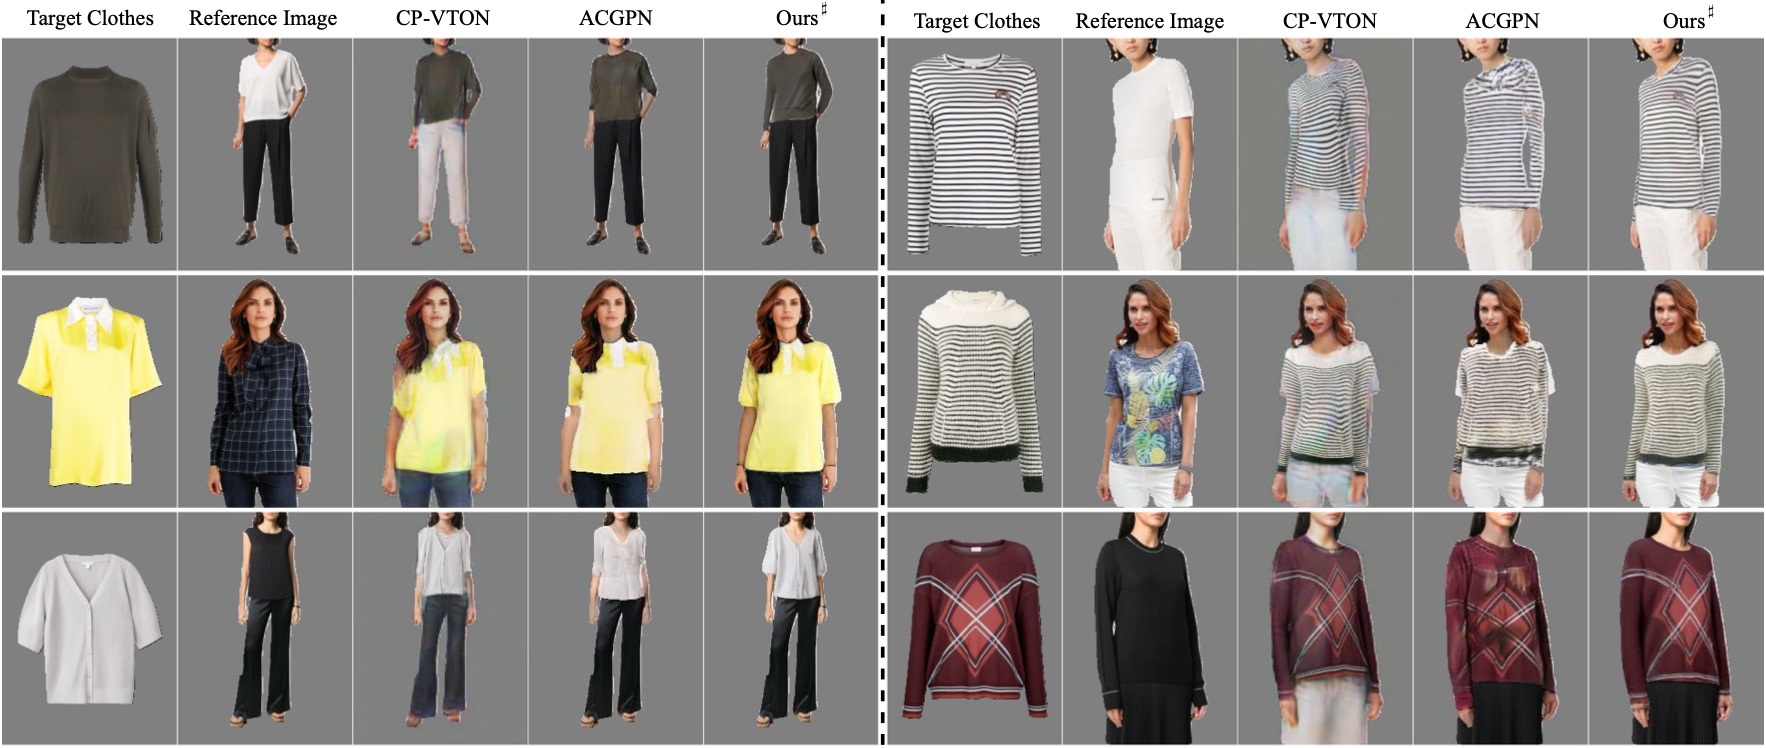 Target Clothes Reference Image CP-VTON ACGPN Ours♯ Target Clothes Reference Image CP-VTON ACGPN Ours♯